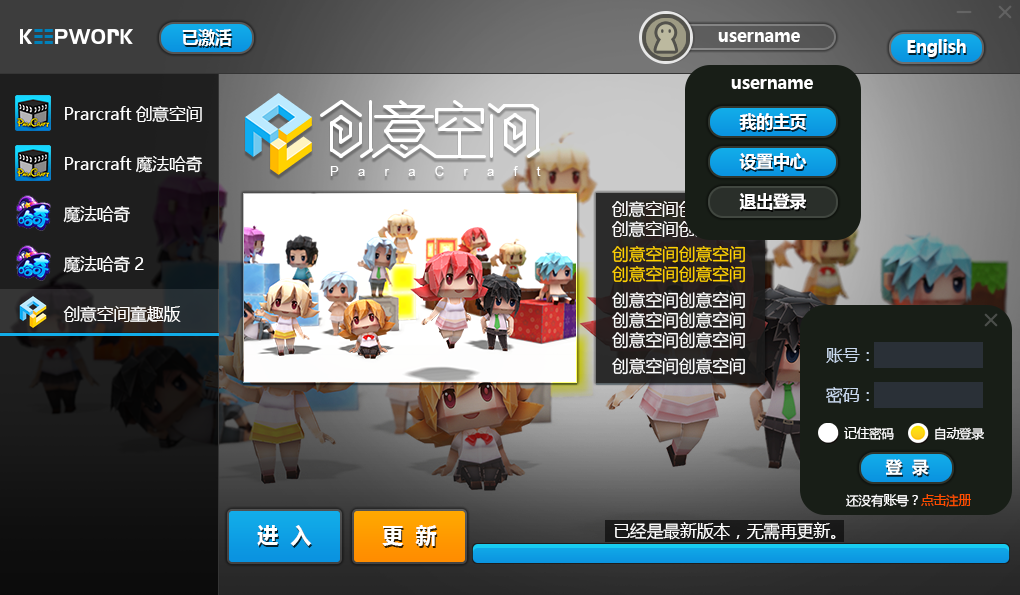 KEEPWORK
已激活
username
English
Prarcraft 创意空间
Prarcraft 魔法哈奇
魔法哈奇
魔法哈奇 2
创意空间童趣版
创意空间
ParaCraft
username
我的主页
设置中心
退出登录
创意空间
创意空间
创意空间创意空间
创意空间创意空间
创意空间创意空间
创意空间创意空间
创意空间创意空间
创意空间创意空间
账号：
密码：
记住密码
自动登录
登 录
还没有账号？点击注册
进 入
更 新
已经是最新版本，无需再更新。